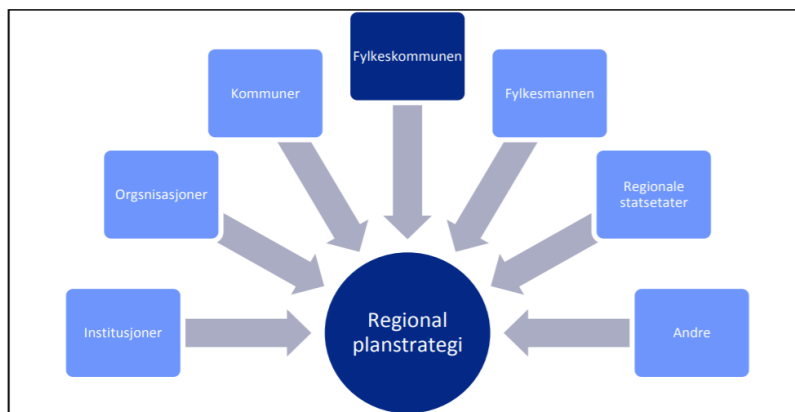 Fylkeskommunen
Kommuner
Fylkesmannen
Orgsnisasjoner
Regionale
statsetater
Institusjoner
Regional
planstrategi
Andre